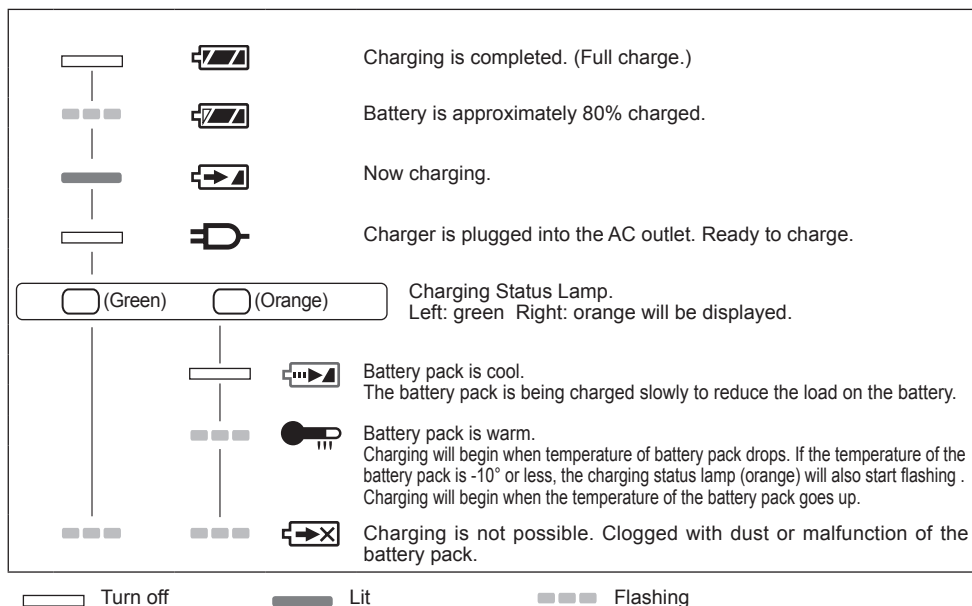 Charging is completed. (Full charge.)
Battery is approximately 80% charged.
Now charging.
Charger is plugged into the AC outlet. Ready to charge.
(Green) (Orange)
Charging Status Lamp.
Left: green Right: orange will be displayed.
Battery pack is cool.
The battery pack is being charged slowly to reduce the load on the battery.
Battery pack is warm.
Charging will begin when temperature of battery pack drops. If the temperature of the
battery pack is -10° or less, the charging status lamp (orange) will also start flashing .
Charging will begin when the temperature of the battery pack goes up.
Charging is not possible. Clogged with dust or malfunction of the
battery pack.
Turn off Lit Flashing